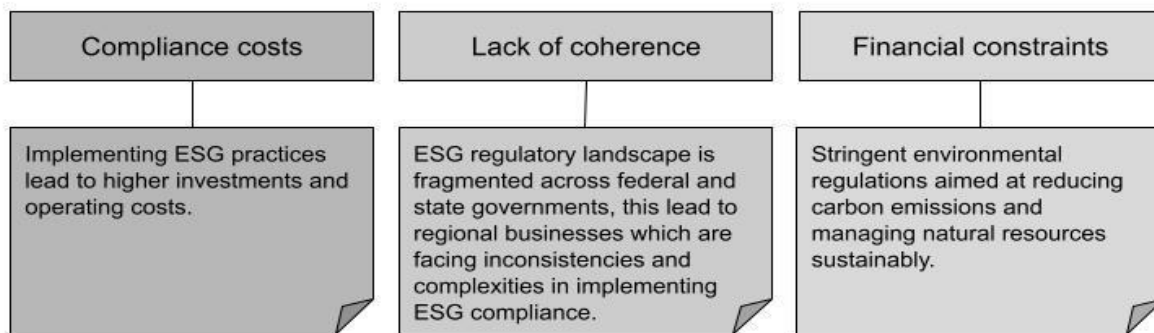 Compliance costs
Lack of coherence
Financial constraints
Implementing ESG practices
lead to higher investments and
operating costs.
ESG regulatory landscape is
fragmented across federal and
state governments, this lead to
regional businesses which are
facing inconsistencies and
complexities in implementing
ESG compliance.
Stringent environmental
regulations aimed at reducing
carbon emissions and
managing natural resources
sustainably.